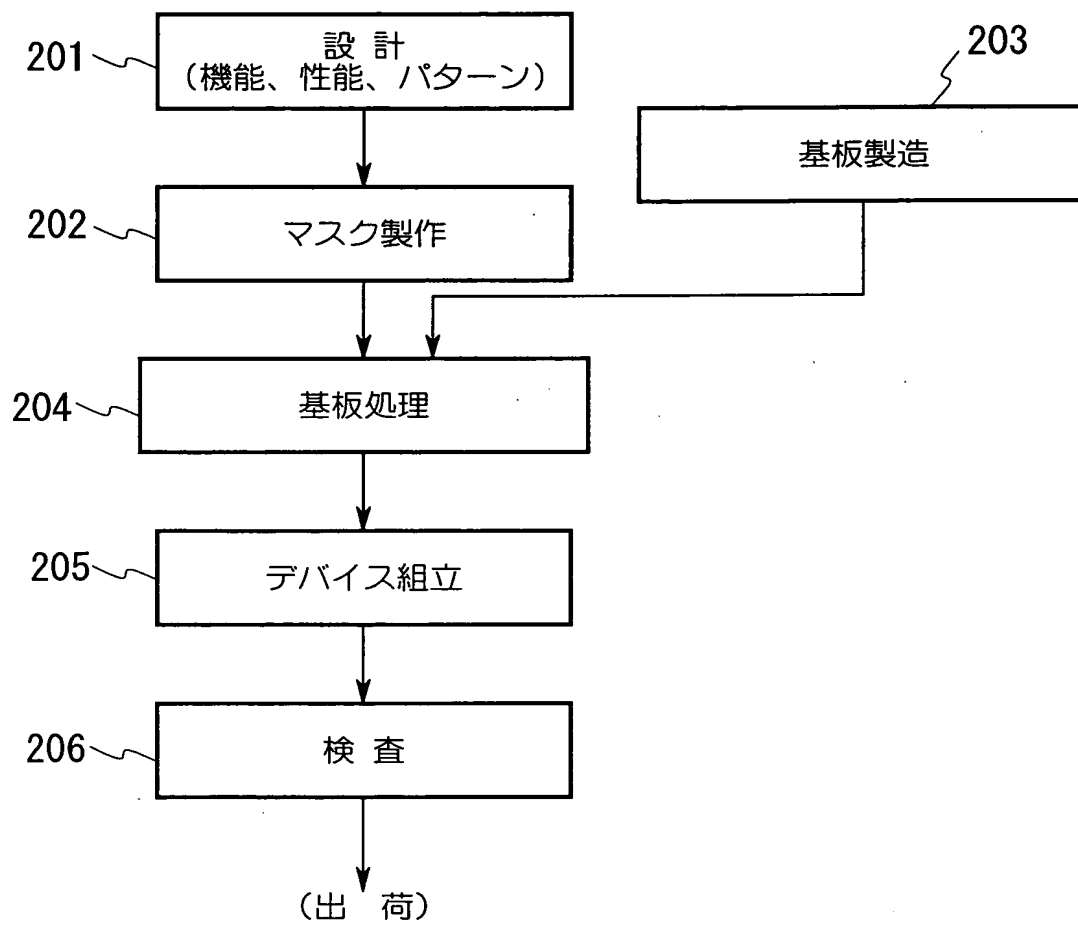 201
設 計
（機能、性能、パターン）
203
基板製造
202
マスク製作
204
基板処理
205
デバイス組立
206
検 査
（出 荷）